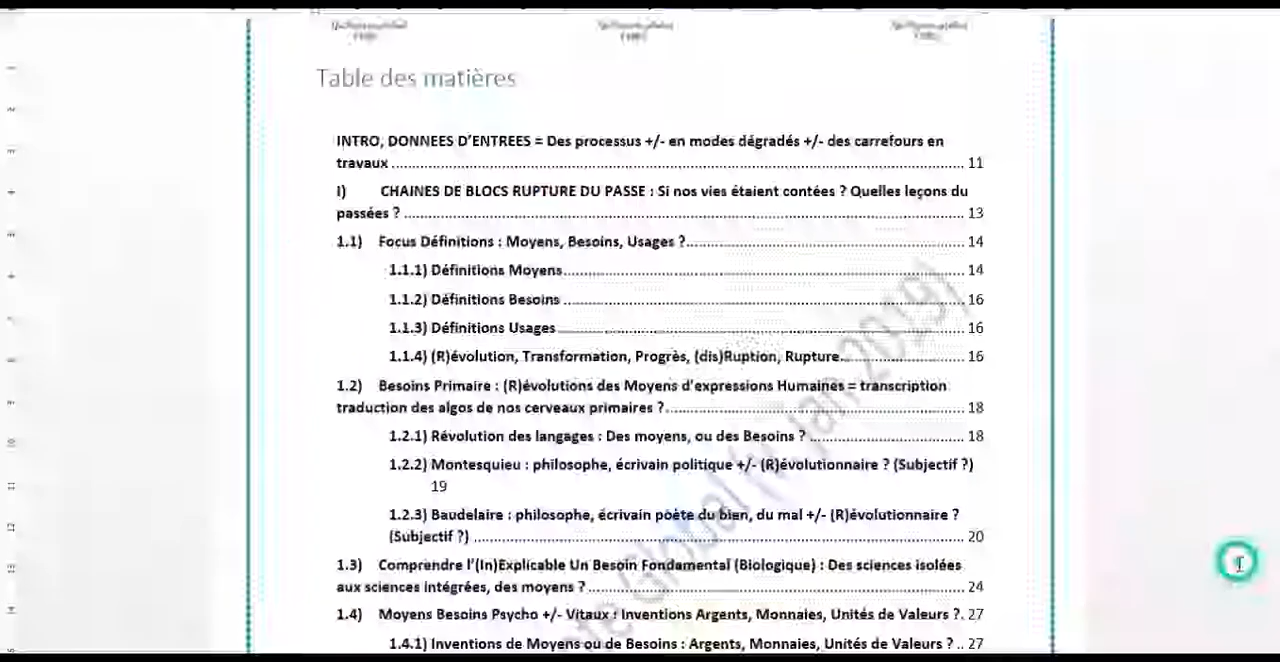 Table des matières
INTRO, DONNEES D'ENTREES = Des processus +/- en modes dégradés +/- des carrefours en
travaux ........ 11
I) CHAINES DE BLOCS RUPTURE DU PASSE : Si nos vies étaient contées ? Quelles leçons du
passées ? ........ 13
1.1) Focus Définitions : Moyens, Besoins, Usages ? ........ 14
1.1.1) Définitions Moyens ........ 14
1.1.2) Définitions Besoins ........ 16
1.1.3) Définitions Usages ........ 16
1.1.4) (R)évolution, Transformation, Progrès, (dis)Ruption, Rupture ........ 16
1.2) Besoins Primaire : (R)évolutions des Moyens d'expressions Humaines = transcription
traduction des algos de nos cerveaux primaires ? ........ 18
1.2.1) Révolution des langages : Des moyens, ou des Besoins ? ........ 18
1.2.2) Montesquieu : philosophe, écrivain politique +/- (R)évolutionnaire ? (Subjectif ?)
19
1.2.3) Baudelaire : philosophe, écrivain poète du bien, du mal +/- (R)évolutionnaire ?
(Subjectif ?) ........ 20
1.3) Comprendre l'(In)Explicable Un Besoin Fondamental (Biologique) : Des sciences isolées
aux sciences intégrées, des moyens ? ........ 24
1.4) Moyens Besoins Psycho +/- Vitaux : Inventions Argents, Monnaies, Unités de Valeurs ?. 27
1.4.1) Inventions de Moyens ou de Besoins : Argents, Monnaies, Unités de Valeurs ? .. 27
Global (v. jan. 2019)